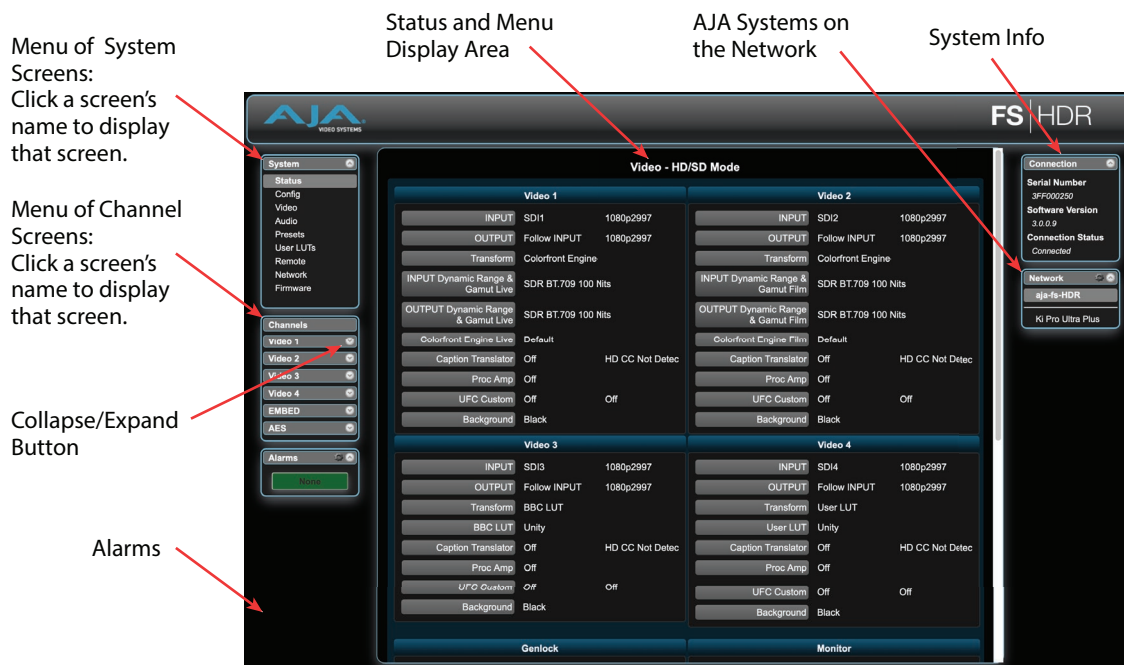 Status and Menu
Display Area
AJA Systems on
the Network
System Info
Menu of System
Screens:
Click a screen's
name to display
that screen.
Menu of Channel
Screens:
Click a screen's
name to display
that screen.
Collapse/Expand
Button
Alarms
AJA
VIDEO SYSTEMS
FS|HDR
System
Status
Config
Video
Audio
Presets
User LUTs
Remote
Network
Firmware
Channels
Video 1
Video 2
Video 3
Video 4
EMBED
AES
Alarms
None
Video - HD/SD Mode
Video 1
INPUT SDI1 1080p2997
OUTPUT Follow INPUT 1080p2997
Transform Colorfront Engine
INPUT Dynamic Range &
Gamut Live SDR BT.709 100 Nits
OUTPUT Dynamic Range
& Gamut Live SDR BT.709 100 Nits
Colorfront Engine Live Default
Caption Translator Off HD CC Not Detec
Proc Amp Off
UFC Custom Off Off
Background Black
Video 2
INPUT SDI2 1080p2997
OUTPUT Follow INPUT 1080p2997
Transform Colorfront Engine
INPUT Dynamic Range &
Gamut Film SDR BT.709 100 Nits
OUTPUT Dynamic Range
& Gamut Film SDR BT.709 100 Nits
Colorfront Engine Film Default
Caption Translator Off HD CC Not Detec
Proc Amp Off
UFC Custom Off Off
Background Black
Video 3
INPUT SDI3 1080p2997
OUTPUT Follow INPUT 1080p2997
Transform BBC LUT
BBC LUT Unity
Caption Translator Off HD CC Not Detec
Proc Amp Off
UFC Custom Off Off
Background Black
Video 4
INPUT SDI4 1080p2997
OUTPUT Follow INPUT 1080p2997
Transform User LUT
User LUT Unity
Caption Translator Off HD CC Not Detec
Proc Amp Off
UFC Custom Off Off
Background Black
Genlock
Monitor
Connection
Serial Number
3FF000250
Software Version
3.0.0.9
Connection Status
Connected
Network
aja-fs-HDR
Ki Pro Ultra Plus